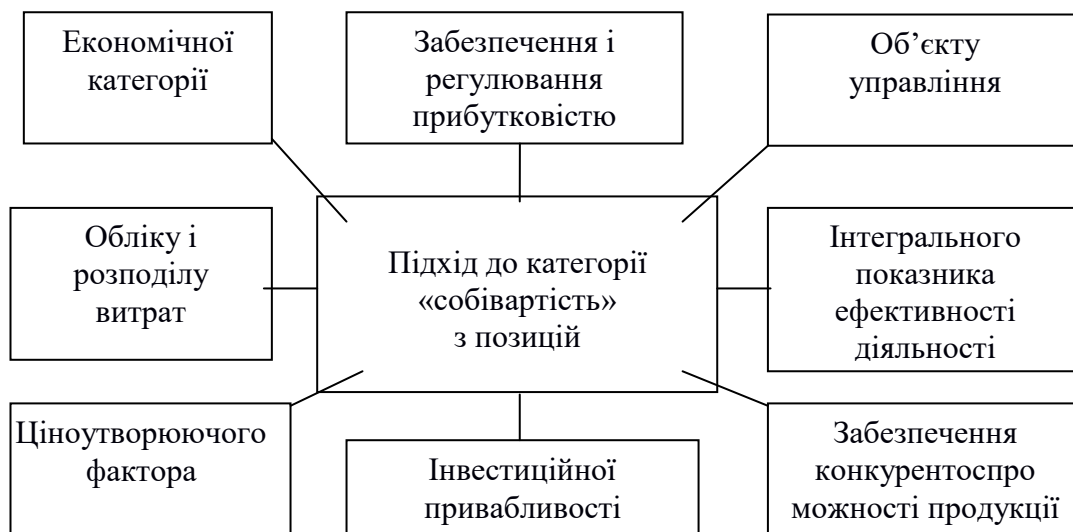 Економічної
категорії
Забезпечення і
регулювання
прибутковістю
Об’єкту
управління
Обліку і
розподілу
витрат
Підхід до категорії
«собівартість»
з позицій
Інтегрального
показника
ефективності
діяльності
Ціноутворюючого
фактора
Інвестиційної
привабливості
Забезпечення
конкурентоспро
можності продукції